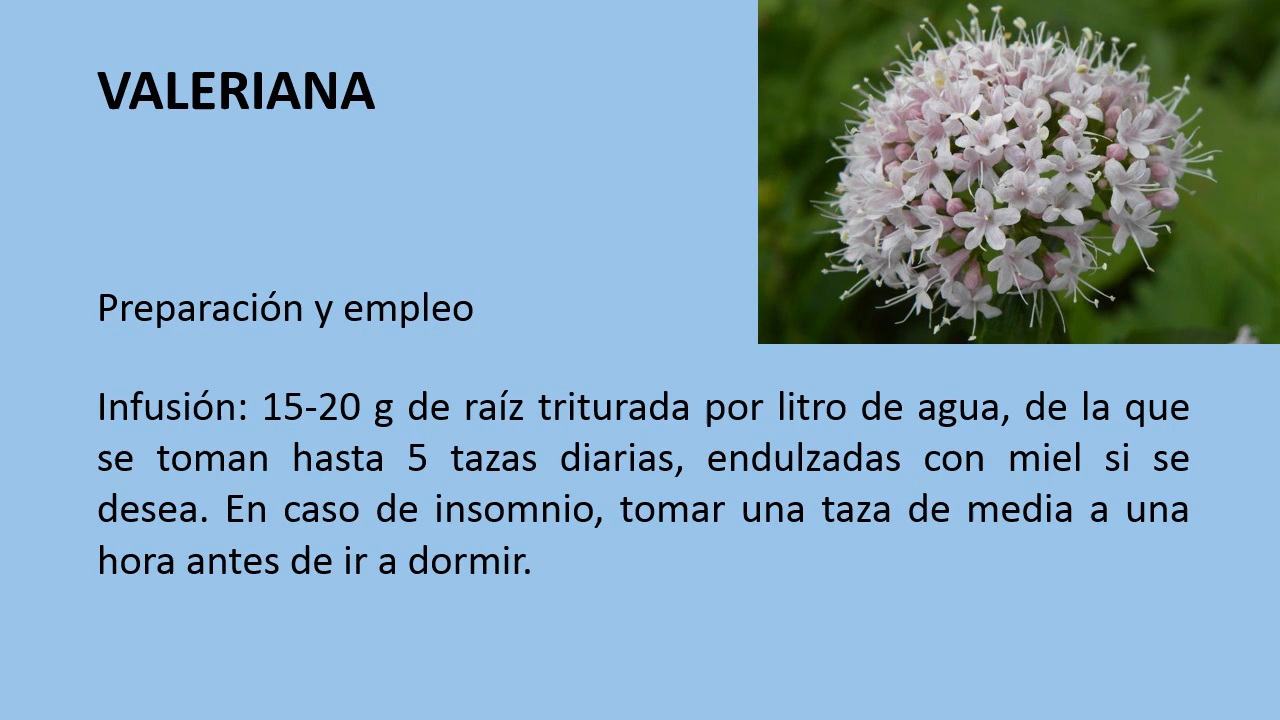 VALERIANA
Preparación y empleo
Infusión: 15-20 g de raíz triturada por litro de agua, de la que
se toman hasta 5 tazas diarias, endulzadas con miel si se
desea. En caso de insomnio, tomar una taza de media a una
hora antes de ir a dormir.